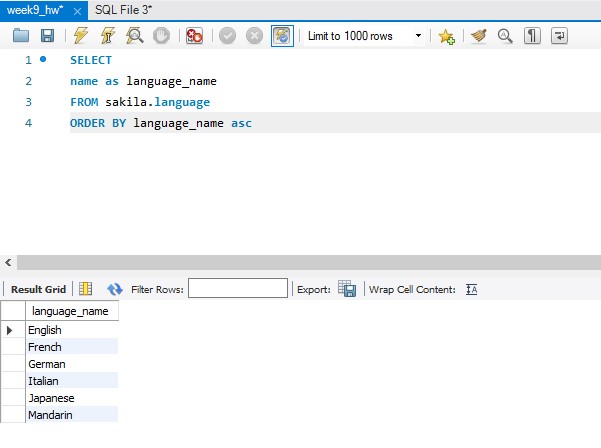 week9_hw* × SQL File 3*
Limit to 1000 rows
1 SELECT
2 name as language_name
3 FROM sakila.language
4 ORDER BY language_name asc
Result Grid Filter Rows: Export: Wrap Cell Content: IA
language_name
English
French
German
Italian
Japanese
Mandarin